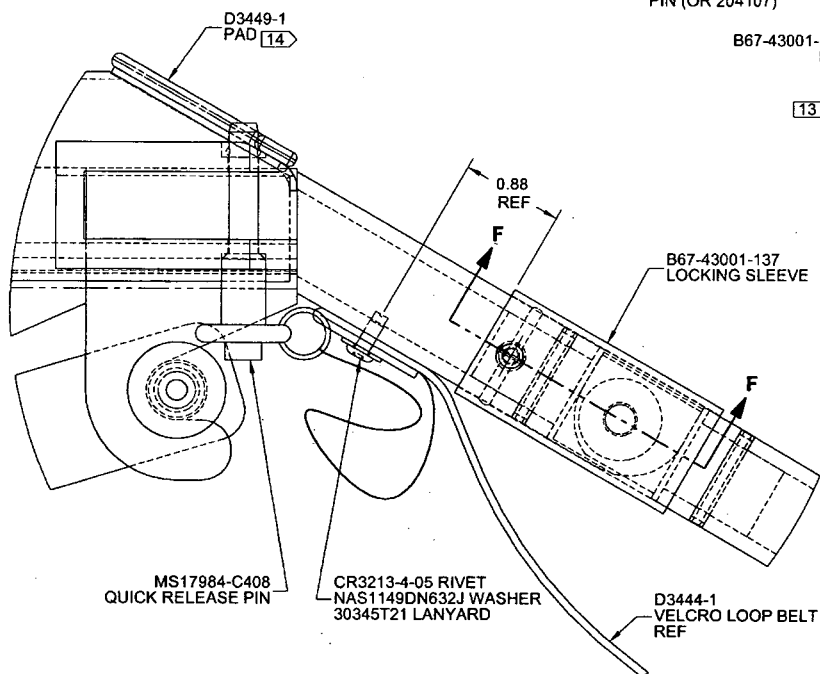 PIN (OR 204107)
D3449-1
PAD 14
B67-43001-
13
0.88
REF
F
B67-43001-137
LOCKING SLEEVE
F
MS17984-C408
QUICK RELEASE PIN
CR3213-4-05 RIVET
NAS1149DN632J WASHER
30345T21 LANYARD
D3444-1
VELCRO LOOP BELT
REF